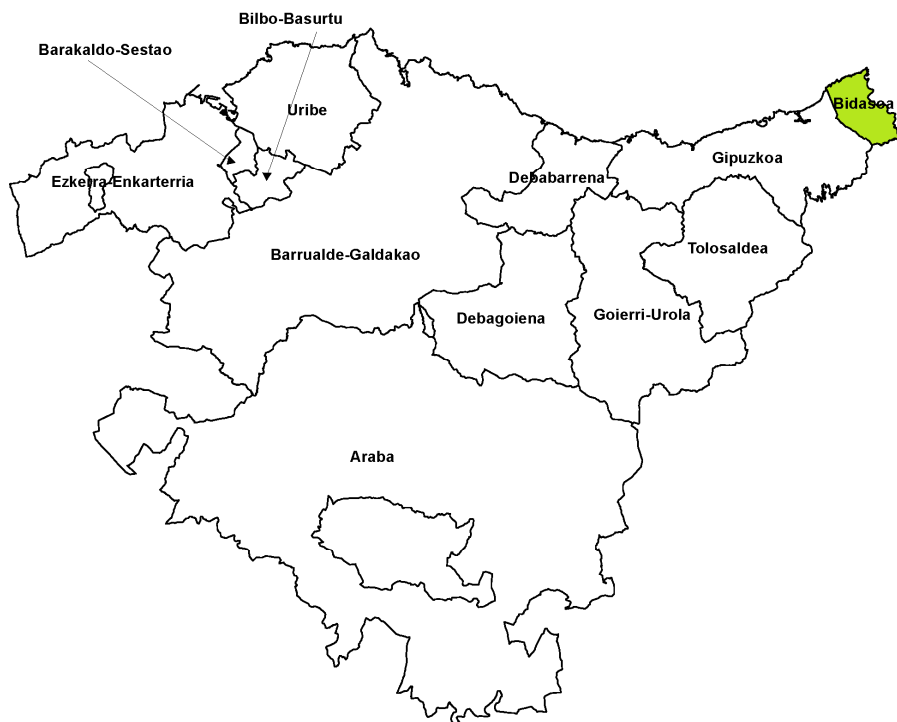 Bilbo-Basurtu
Barakaldo-Sestao
Uribe
Bidasoa
Gipuzkoa
Debabarrena
Ezkerra-Enkarterria
Tolosaldea
Barrualde-Galdakao
Debagoiena
Goierri-Urola
Araba